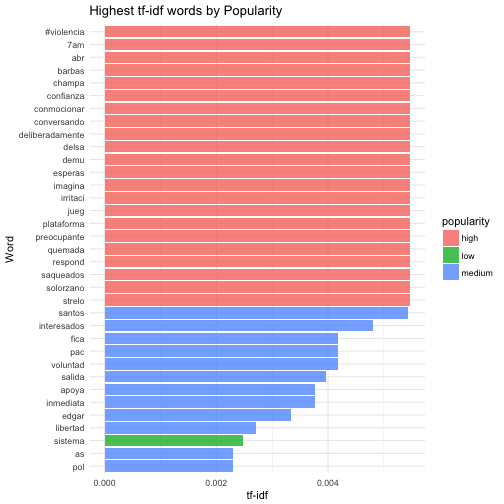 Highest tf-idf words by Popularity
#violencia
7am
abr
barbas
champa
confianza
conmocionar
conversando
deliberadamente
delsa
demu
esperas
imagina
irritaci
jueg
plataforma
preocupante
quemada
respond
saqueados
solorzano
strelo
santos
interesados
fica
pac
voluntad
salida
apoya
inmediata
edgar
libertad
sistema
as
pol
Word
0.000 0.002 0.004
tf-idf
popularity
high
low
medium